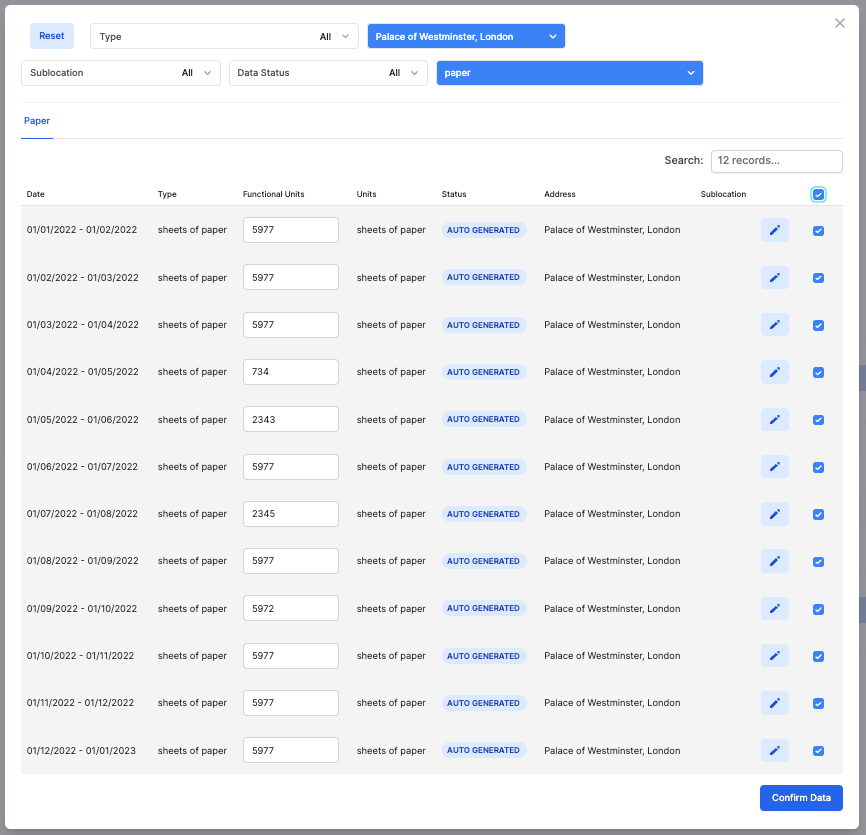 Reset Type All Palace of Westminster, London
Sublocation All Data Status All paper
Paper
Search: 12 records...
Date Type Functional Units Units Status Address Sublocation
01/01/2022 - 01/02/2022 sheets of paper 5977 sheets of paper AUTO GENERATED Palace of Westminster, London
01/02/2022 - 01/03/2022 sheets of paper 5977 sheets of paper AUTO GENERATED Palace of Westminster, London
01/03/2022 - 01/04/2022 sheets of paper 5977 sheets of paper AUTO GENERATED Palace of Westminster, London
01/04/2022 - 01/05/2022 sheets of paper 734 sheets of paper AUTO GENERATED Palace of Westminster, London
01/05/2022 - 01/06/2022 sheets of paper 2343 sheets of paper AUTO GENERATED Palace of Westminster, London
01/06/2022 - 01/07/2022 sheets of paper 5977 sheets of paper AUTO GENERATED Palace of Westminster, London
01/07/2022 - 01/08/2022 sheets of paper 2345 sheets of paper AUTO GENERATED Palace of Westminster, London
01/08/2022 - 01/09/2022 sheets of paper 5977 sheets of paper AUTO GENERATED Palace of Westminster, London
01/09/2022 - 01/10/2022 sheets of paper 5972 sheets of paper AUTO GENERATED Palace of Westminster, London
01/10/2022 - 01/11/2022 sheets of paper 5977 sheets of paper AUTO GENERATED Palace of Westminster, London
01/11/2022 - 01/12/2022 sheets of paper 5977 sheets of paper AUTO GENERATED Palace of Westminster, London
01/12/2022 - 01/01/2023 sheets of paper 5977 sheets of paper AUTO GENERATED Palace of Westminster, London
Confirm Data